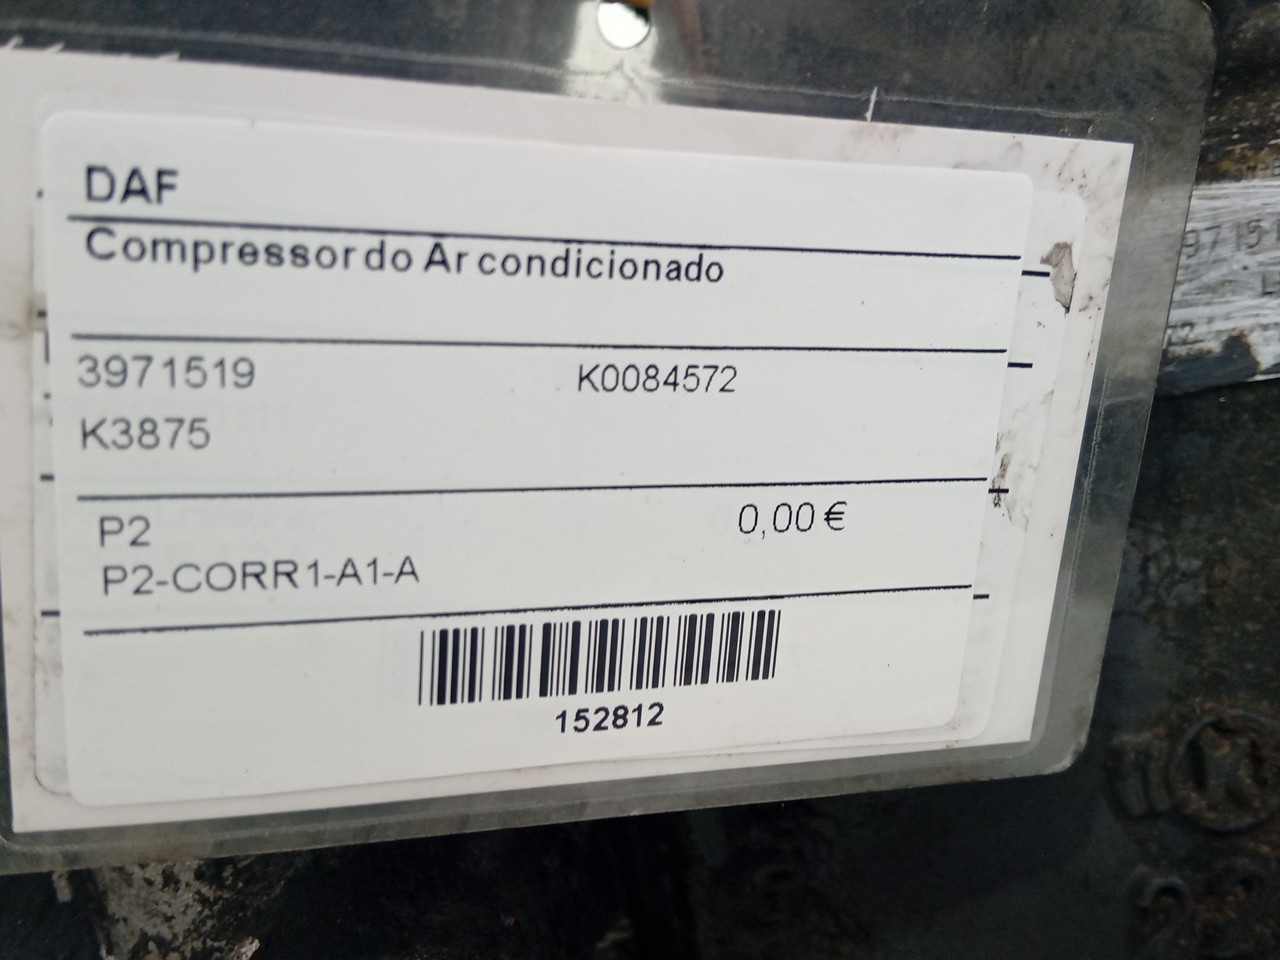 DAF
Compressor do Ar condicionado
3971519 K0084572
K3875
P2 0,00 €
P2-CORR1-A1-A
152812